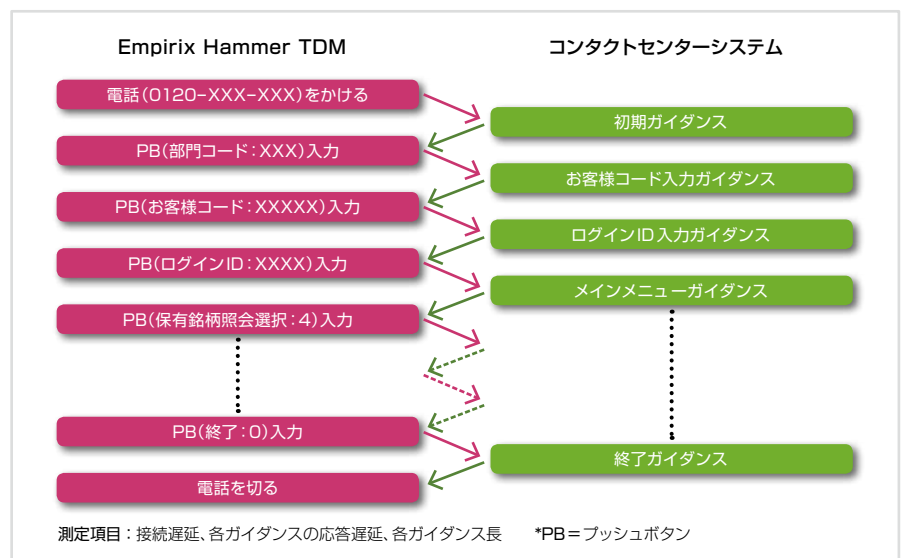 Empirix Hammer TDM
コンタクトセンターシステム
電話(0120-XXX-XXX)をかける
初期ガイダンス
PB(部門コード:XXX)入力
お客様コード入力ガイダンス
PB(お客様コード:XXXXX)入力
ログインID入力ガイダンス
PB(ログインID:XXXX)入力
メインメニューガイダンス
PB(保有銘柄照会選択:4)入力
PB(終了:0)入力
終了ガイダンス
電話を切る
測定項目:接続遅延、各ガイダンスの応答遅延、各ガイダンス長 *PB=プッシュボタン